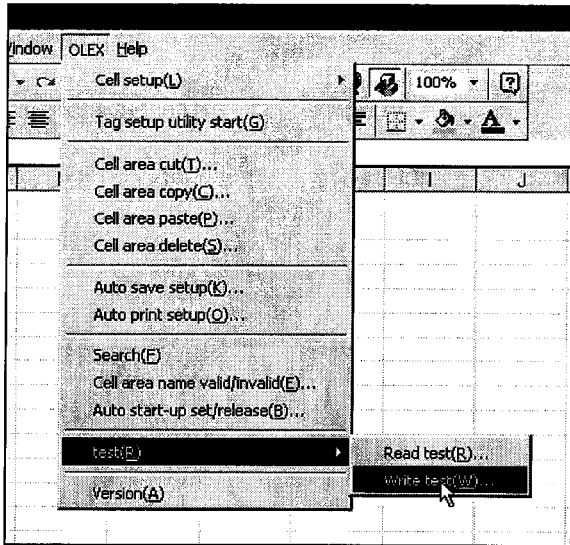 Window OLEX Help
Cell setup(L)
100%
Tag setup utility start(G)
A
Cell area cut(T)...
I J
Cell area copy(C)...
Cell area paste(P)...
Cell area delete(S)...
Auto save setup(K)...
Auto print setup(O)...
Search(F)
Cell area name valid/invalid(E)...
Auto start-up set/release(B)...
test(R)
Read test(R)...
Write test(W)...
Version(A)